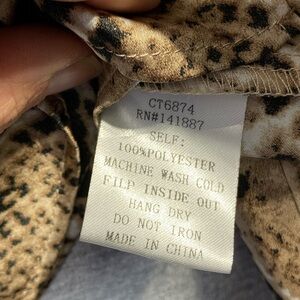 CT6874
RN#141887
SELF:
100%POLYESTER
MACHINE WASH COLD
FILP INSIDE OUT
HANG DRY
DO NOT IRON
MADE IN CHINA